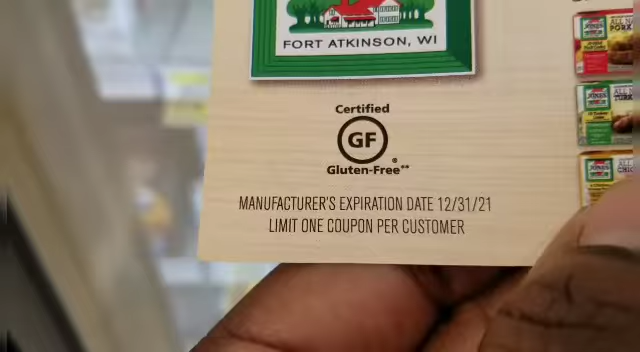 FORT ATKINSON, WI
Certified
GF
Gluten-Free**
MANUFACTURER'S EXPIRATION DATE 12/31/21
LIMIT ONE COUPON PER CUSTOMER